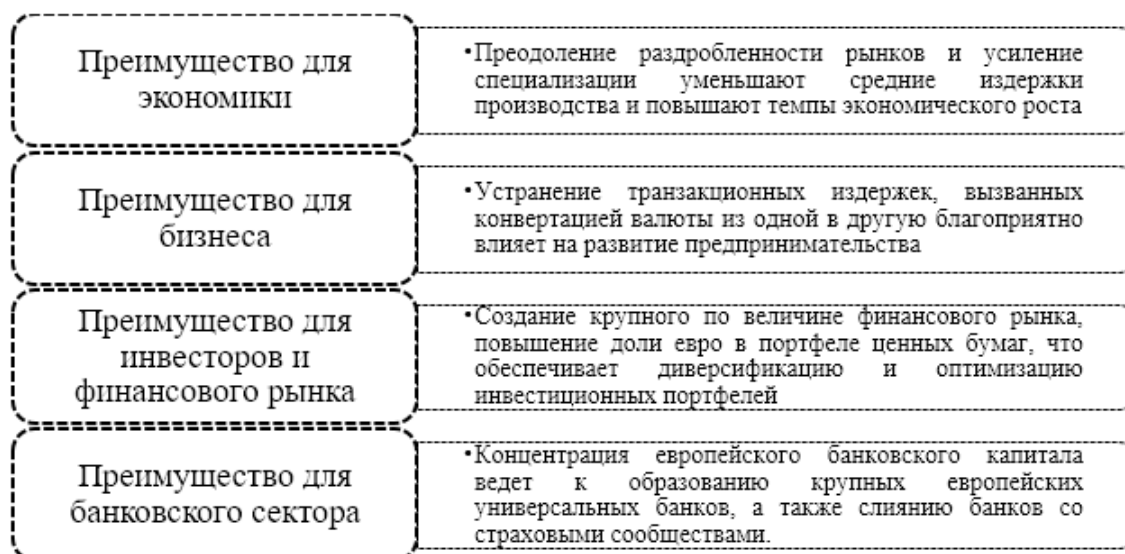 Преимущество для
экономики
•Преодоление раздробленности рынков и усиление
специализации уменьшают средние издержки
производства и повышают темпы экономического роста
Преимущество для
бизнеса
•Устранение транзакционных издержек, вызванных
конвертацией валюты из одной в другую благоприятно
влияет на развитие предпринимательства
Преимущество для
инвесторов и
финансового рынка
•Создание крупного по величине финансового рынка,
повышение доли евро в портфеле ценных бумаг, что
обеспечивает диверсификацию и оптимизацию
инвестиционных портфелей
Преимущество для
банковского сектора
•Концентрация европейского банковского капитала
ведет к образованию крупных европейских
универсальных банков, а также слиянию банков со
страховыми сообществами.